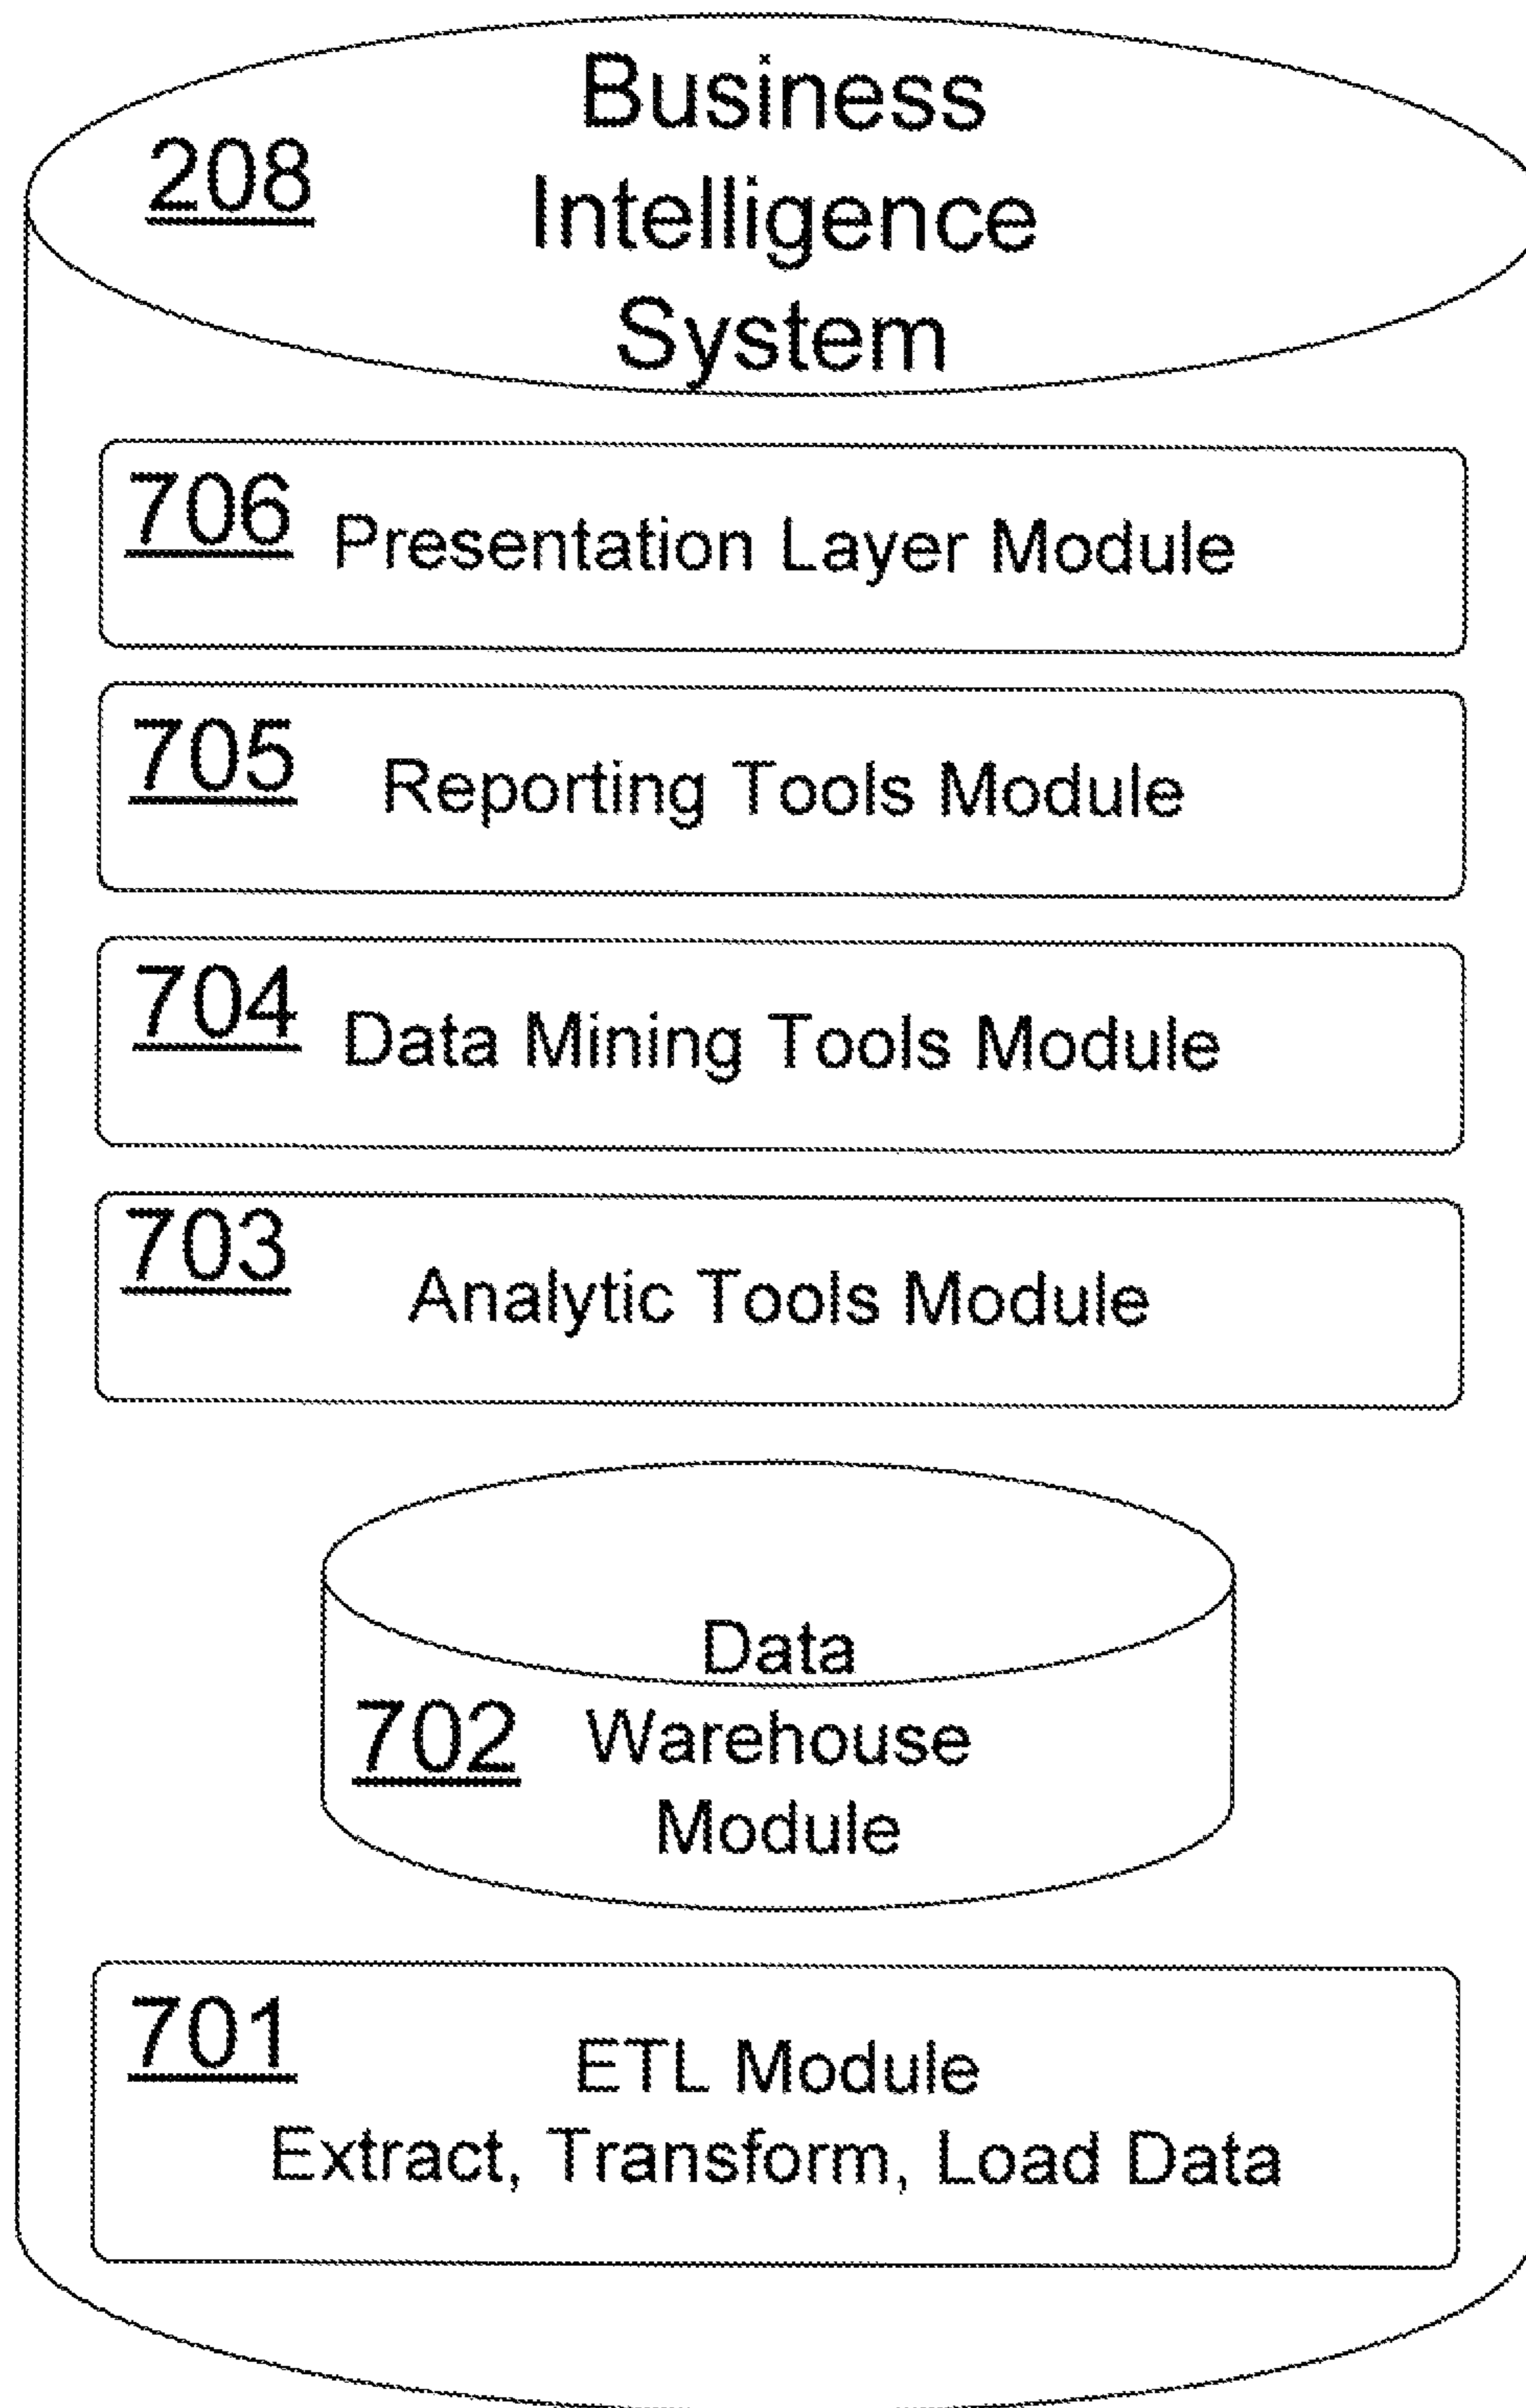 Business
208
Intelligence
System
706 Presentation Layer Module
705 Reporting Tools Module
704 Data Mining Tools Module
703 Analytic Tools Module
Data
702 Warehouse
Module
701
ETL Module
Extract, Transform, Load Data